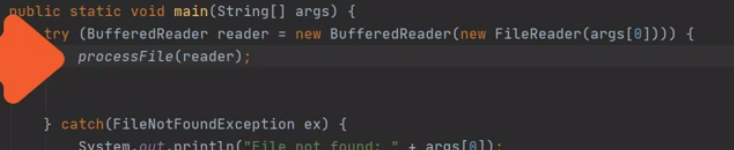 public static void main(String[] args) {
try (BufferedReader reader = new BufferedReader(new FileReader(args[0]))) {
processFile(reader);
} catch(FileNotFoundException ex) {
System.out.println("File not found: " + args[0]);